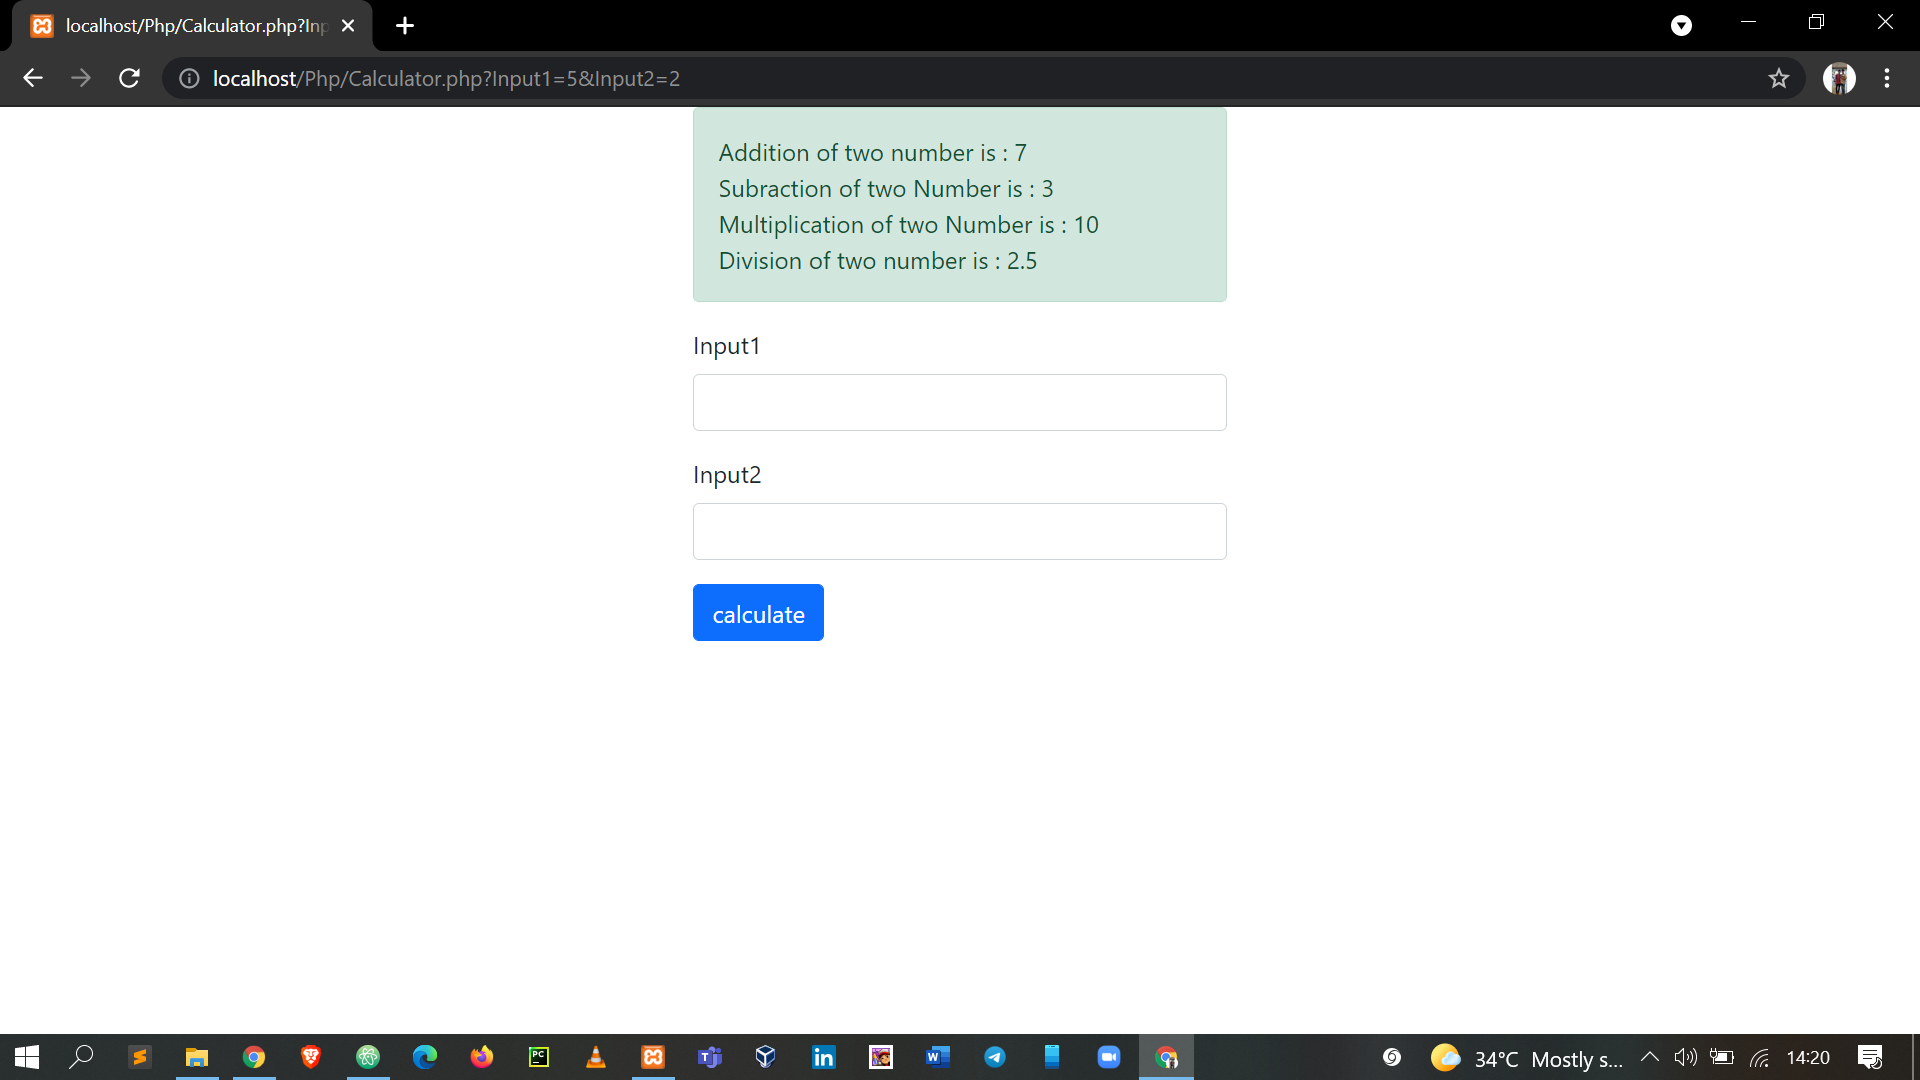 localhost/Php/Calculator.php?Inp
localhost/Php/Calculator.php?Input1=5&Input2=2
Addition of two number is : 7
Subraction of two Number is : 3
Multiplication of two Number is : 10
Division of two number is : 2.5
Input1
Input2
calculate
PC
T
in
W
34°C Mostly s...
14:20